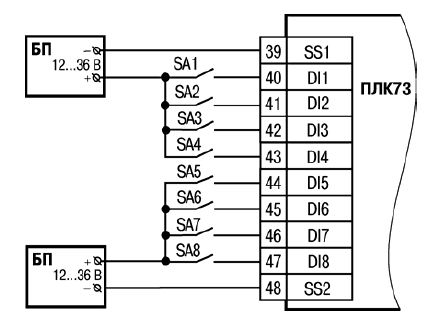 БП
12...36 В
−
+
SA1
SA2
SA3
SA4
SA5
SA6
SA7
SA8
39 SS1
40 DI1
41 DI2
42 DI3
43 DI4
44 DI5
45 DI6
46 DI7
47 DI8
48 SS2
ПЛК73
БП
12...36 В
+
−